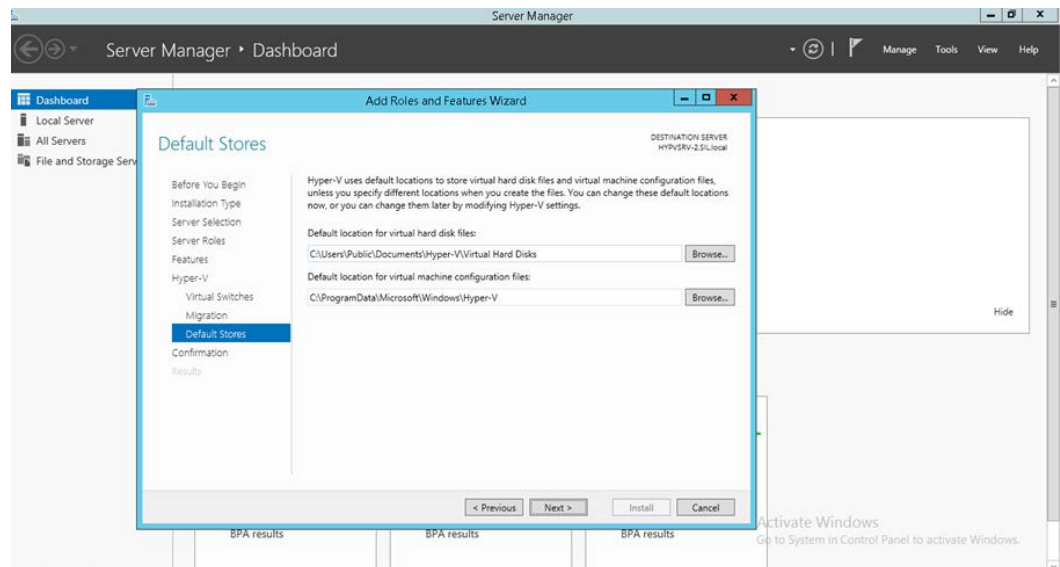 Server Manager
Server Manager • Dashboard
Manage Tools View Help
Dashboard
Local Server
All Servers
File and Storage Serv
Add Roles and Features Wizard
Default Stores
DESTINATION SERVER
HYPVSRV-2.SIL.local
Before You Begin
Installation Type
Server Selection
Server Roles
Features
Hyper-V
Virtual Switches
Migration
Default Stores
Confirmation
Results
Hyper-V uses default locations to store virtual hard disk files and virtual machine configuration files,
unless you specify different locations when you create the files. You can change these default locations
now, or you can change them later by modifying Hyper-V settings.
Default location for virtual hard disk files:
C:\Users\Public\Documents\Hyper-V\Virtual Hard Disks Browse...
Default location for virtual machine configuration files:
C:\ProgramData\Microsoft\Windows\Hyper-V Browse...
< Previous Next > Install Cancel
Hide
BPA results BPA results BPA results
Activate Windows
Go to System in Control Panel to activate Windows.